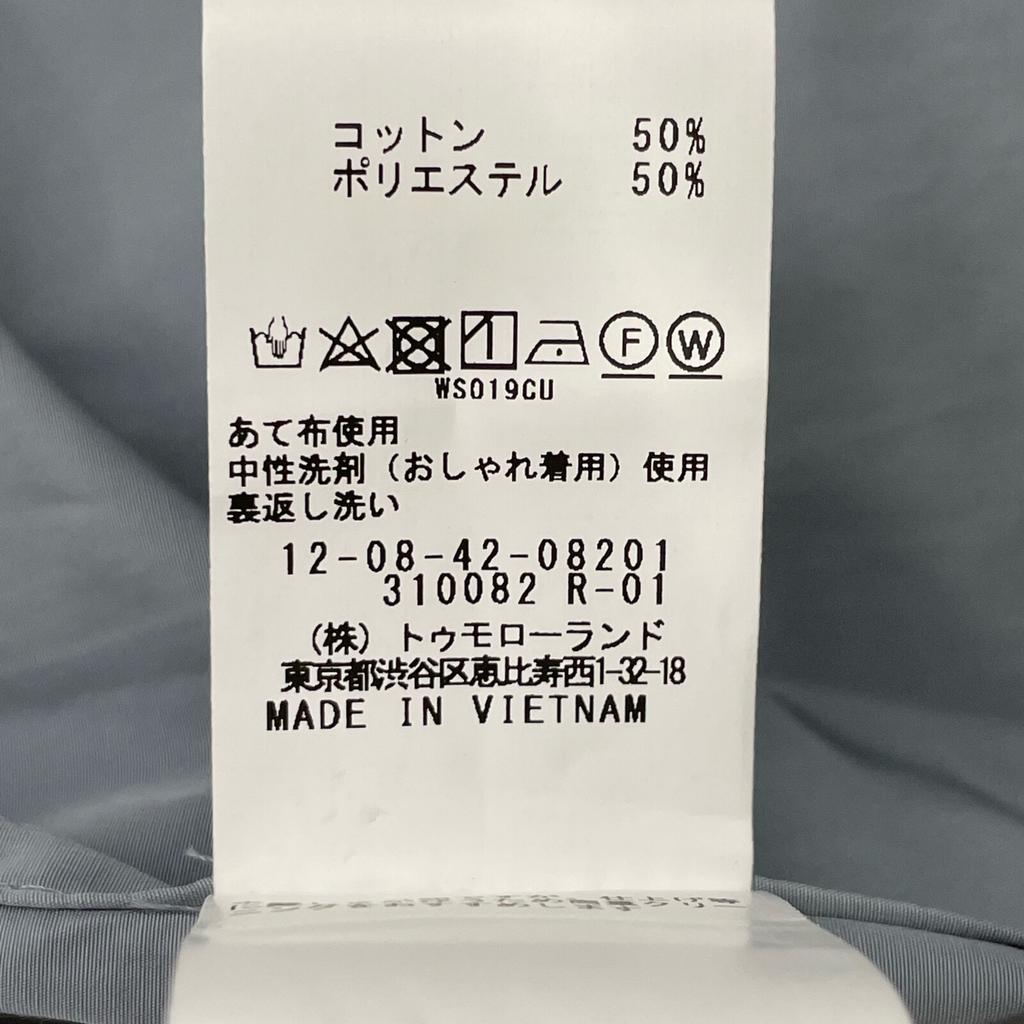 コットン 50%
ポリエステル 50%
F W
WS019CU
あて布使用
中性洗剤（おしゃれ着用）使用
裏返し洗い
12-08-42-08201
310082 R-01
（株）トゥモローランド
東京都渋谷区恵比寿西1-32-18
MADE IN VIETNAM